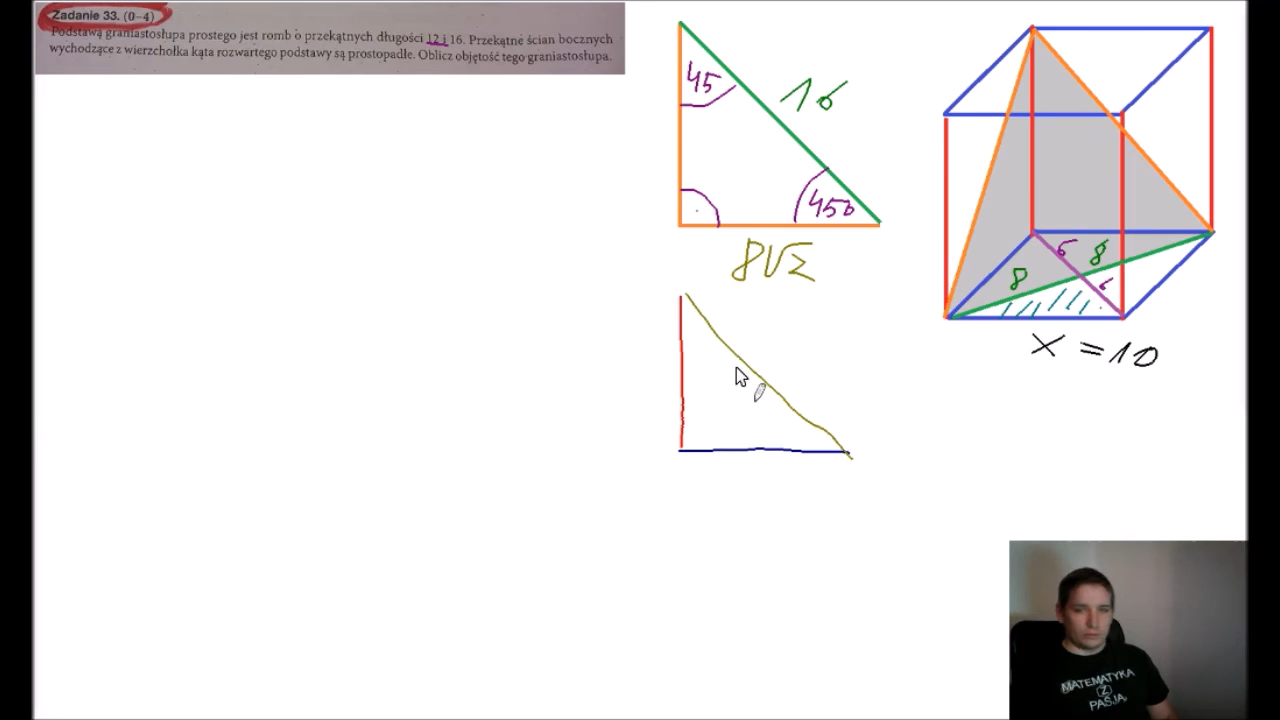 Zadanie 33. (0–4)
Podstawą graniastosłupa prostego jest romb o przekątnych długości 12 i 16. Przekątne ścian bocznych
wychodzące z wierzchołka kąta rozwartego podstawy są prostopadłe. Oblicz objętość tego graniastosłupa.
45
16
450
8√2
6
8
8
6
x = 10
MATEMATYKA
Z
PASJĄ